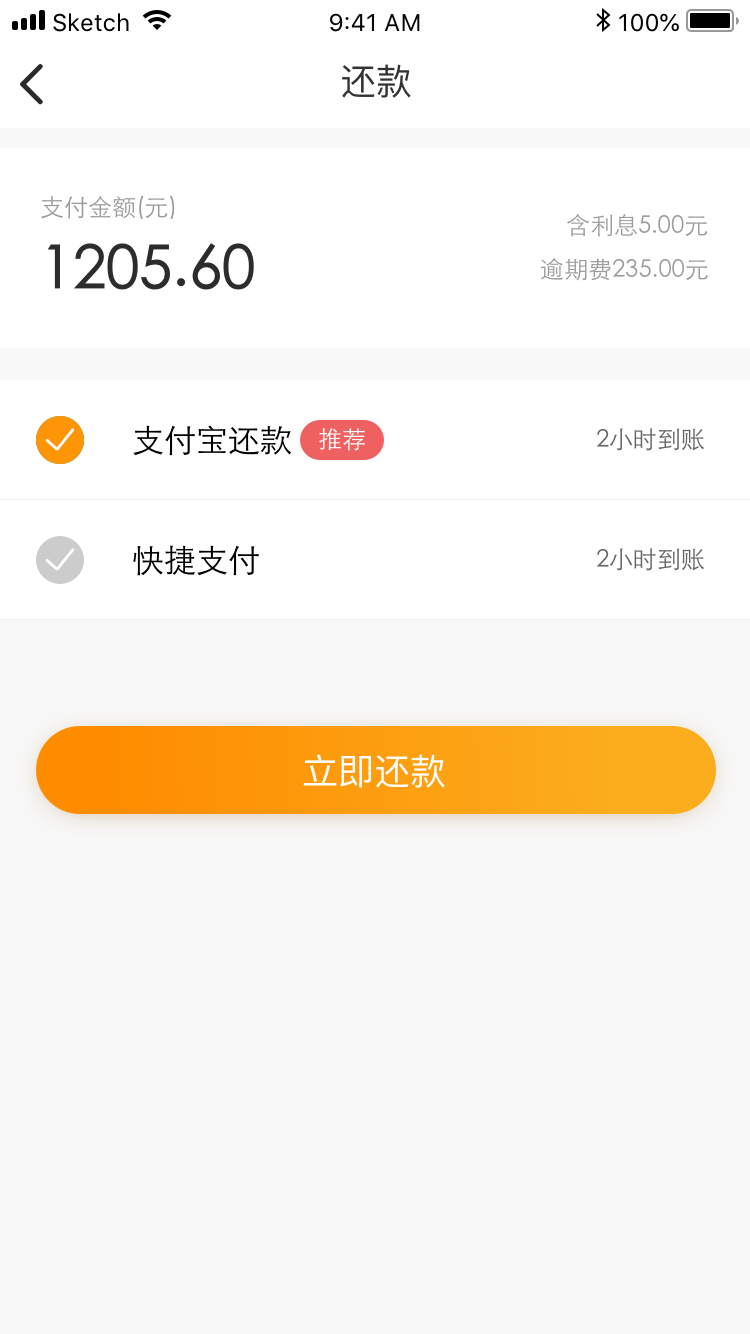 Sketch 9:41 AM 100%
还款
支付金额(元)
1205.60
含利息5.00元
逾期费235.00元
支付宝还款 推荐 2小时到账
快捷支付 2小时到账
立即还款